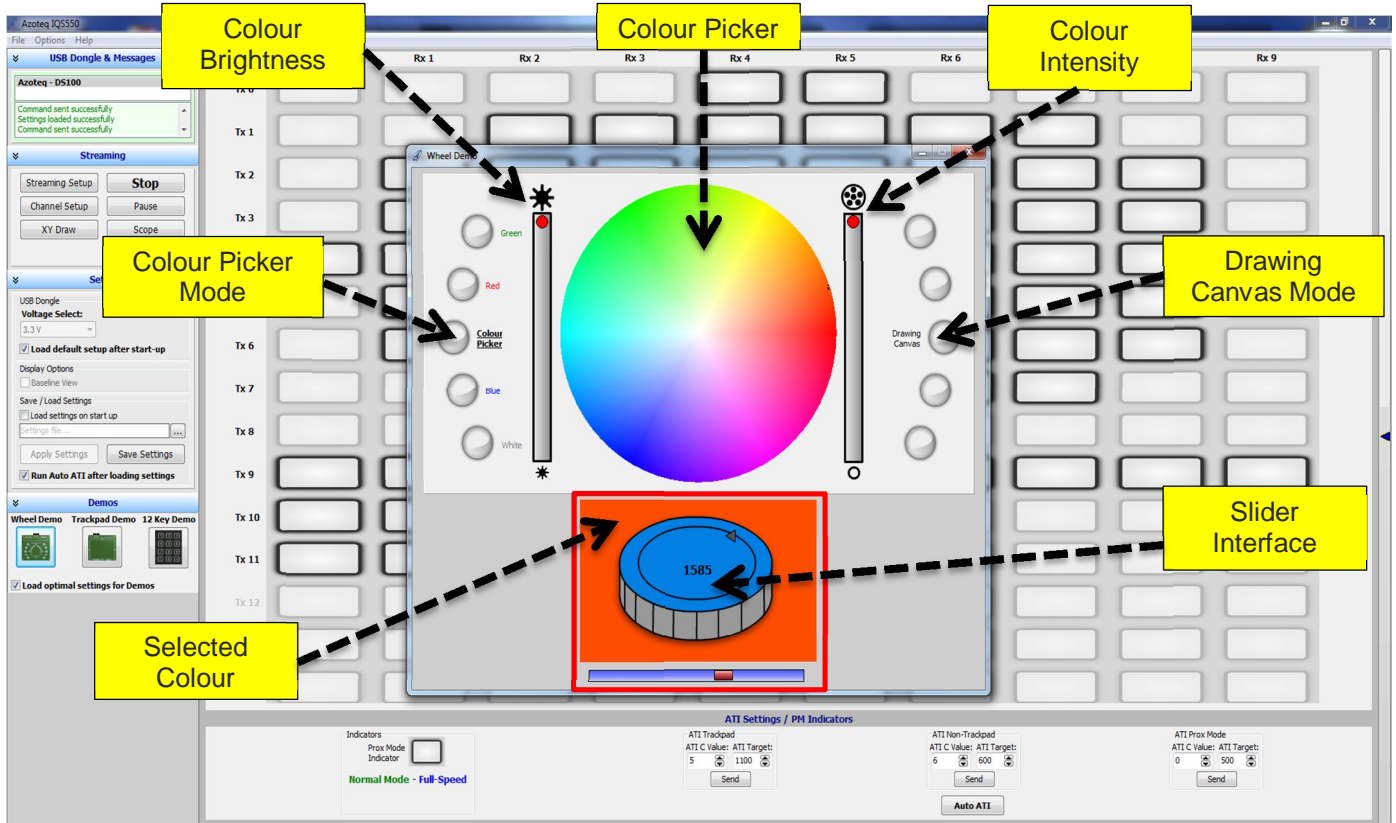 Azoteq IQS550
File Options Help
USB Dongle & Messages
Azoteq - DS100
Command sent successfully
Settings loaded successfully
Command sent successfully
Streaming
Streaming Setup
Stop
Channel Setup
Pause
XY Draw
Scope
Set
USB Dongle
Voltage Select:
3.3 V
Load default setup after start-up
Display Options
Baseline View
Save / Load Settings
Load settings on start up
Settings file...
...
Apply Settings
Save Settings
Run Auto ATI after loading settings
Demos
Wheel Demo Trackpad Demo 12 Key Demo
Load optimal settings for Demos
Colour
Brightness
Colour Picker
Colour
Intensity
Colour Picker
Mode
Drawing
Canvas Mode
Slider
Interface
Selected
Colour
Rx 1
Rx 2
Rx 3
Rx 4
Rx 5
Rx 6
Rx 9
Tx 0
Tx 1
Tx 2
Tx 3
Tx 6
Tx 7
Tx 8
Tx 9
Tx 10
Tx 11
Tx 12
Wheel Demo
Green
Red
Colour
Picker
Blue
White
Drawing
Canvas
1585
ATI Settings / PM Indicators
Indicators
Prox Mode
Indicator
Normal Mode - Full-Speed
ATI Trackpad
ATI C Value: ATI Target:
5 1100
Send
ATI Non-Trackpad
ATI C Value: ATI Target:
6 600
Send
Auto ATI
ATI Prox Mode
ATI C Value: ATI Target:
0 500
Send